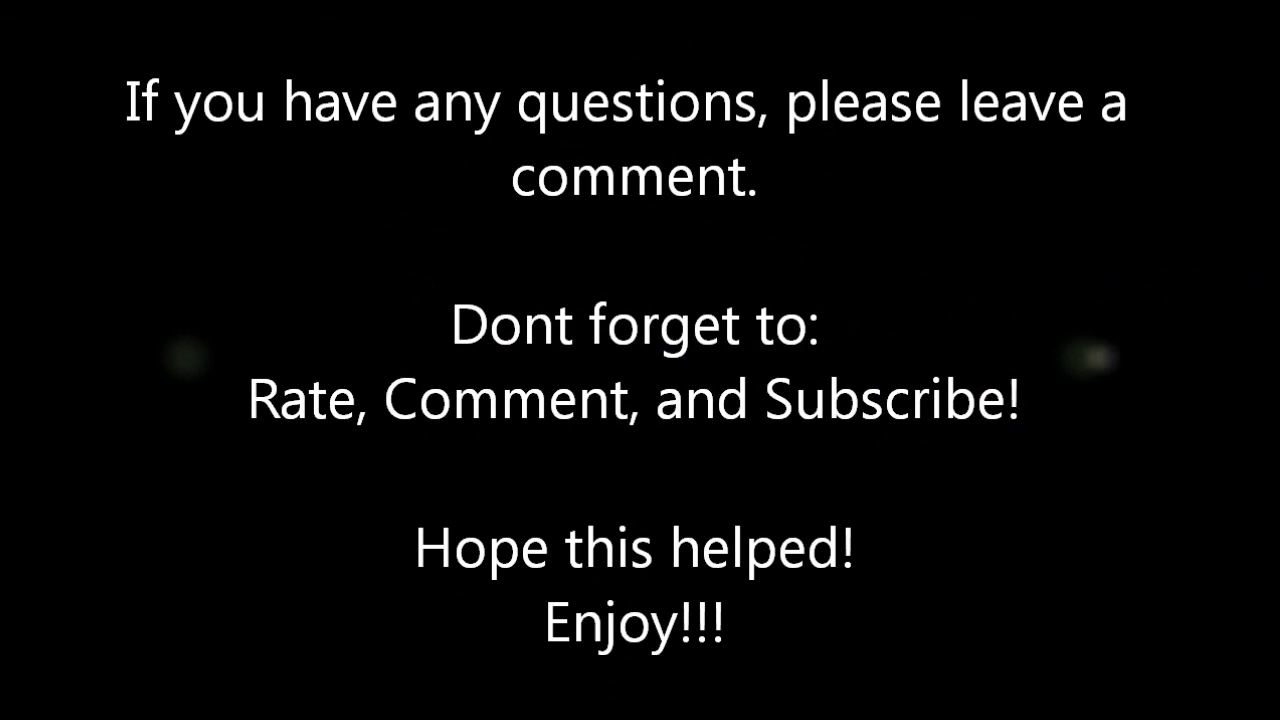 If you have any questions, please leave a
comment.
Dont forget to:
Rate, Comment, and Subscribe!
Hope this helped!
Enjoy!!!